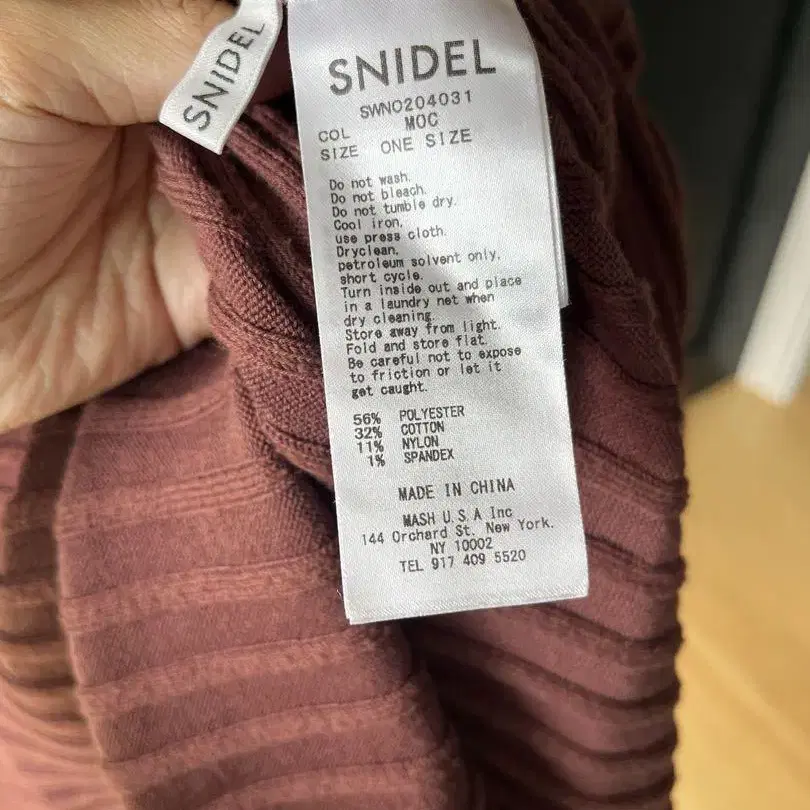 SNIDEL
SNIDEL
SWNO204031
COL MOC
SIZE ONE SIZE
Do not wash.
Do not bleach.
Do not tumble dry.
Cool iron,
use press cloth.
Dryclean,
petroleum solvent only,
short cycle.
Turn inside out and place
in a laundry net when
dry cleaning.
Store away from light.
Fold and store flat.
Be careful not to expose
to friction or let it
get caught.
56% POLYESTER
32% COTTON
11% NYLON
1% SPANDEX
MADE IN CHINA
MASH U.S.A Inc
144 Orchard St. New York.
NY 10002
TEL 917 409 5520